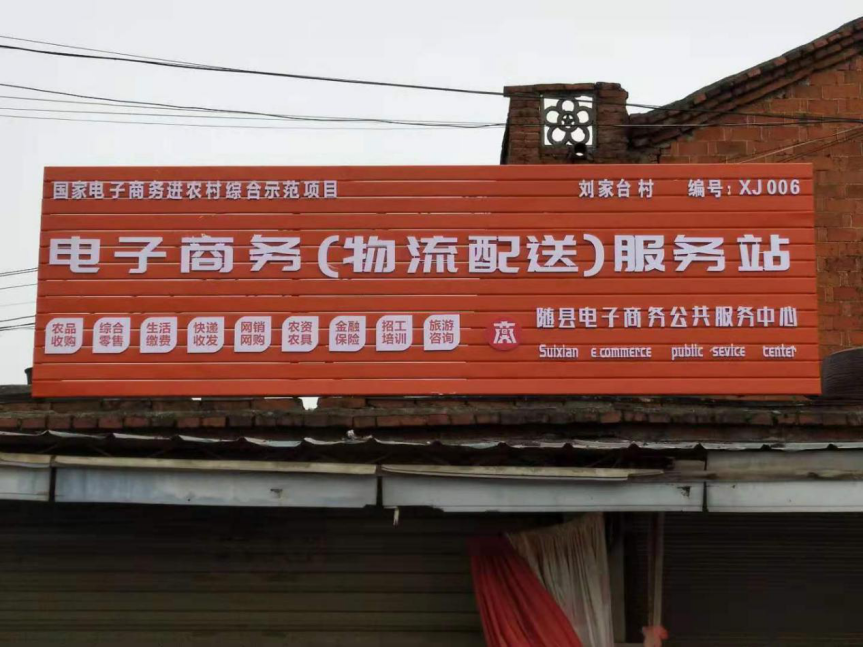 国家电子商务进农村综合示范项目 刘家台村 编号:XJ006
电子商务(物流配送)服务站
农品收购 综合零售 生活缴费 快递收发 网销网购 农资农具 金融保险 招工培训 旅游咨询
随县电子商务公共服务中心
Suixian e commerce public sevice center